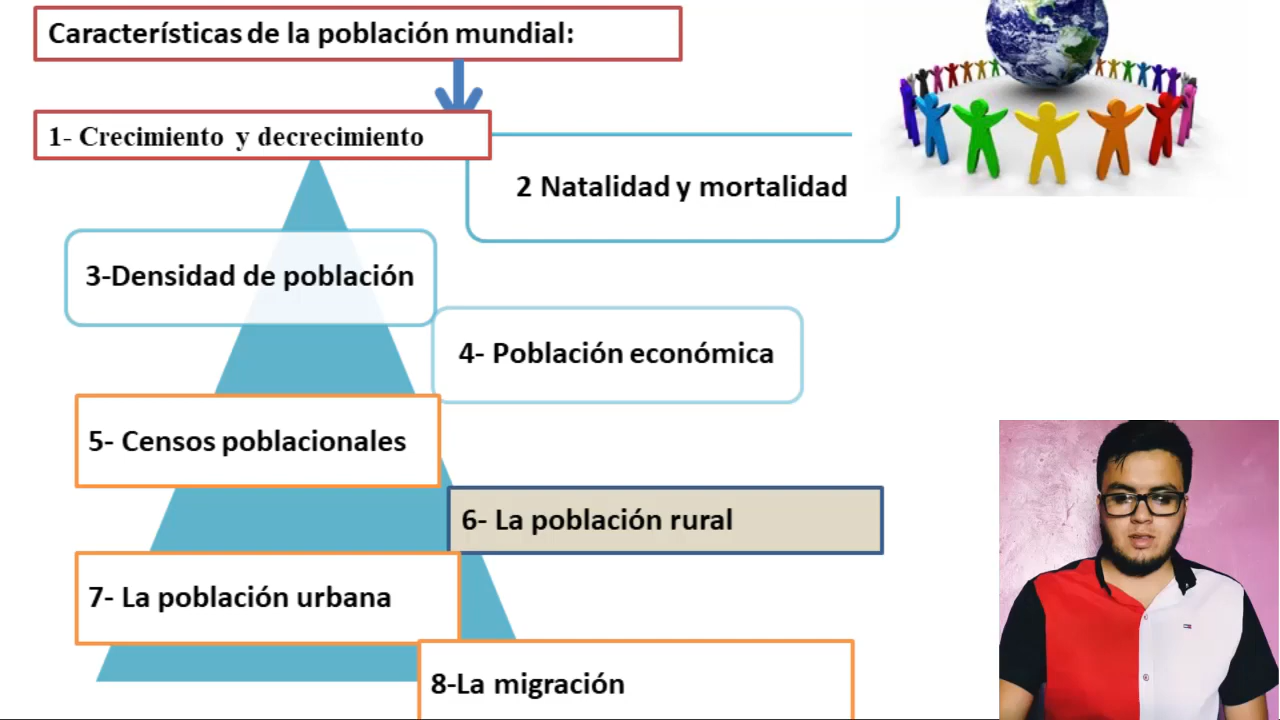 Características de la población mundial:
1- Crecimiento y decrecimiento
2 Natalidad y mortalidad
3-Densidad de población
4- Población económica
5- Censos poblacionales
6- La población rural
7- La población urbana
8-La migración